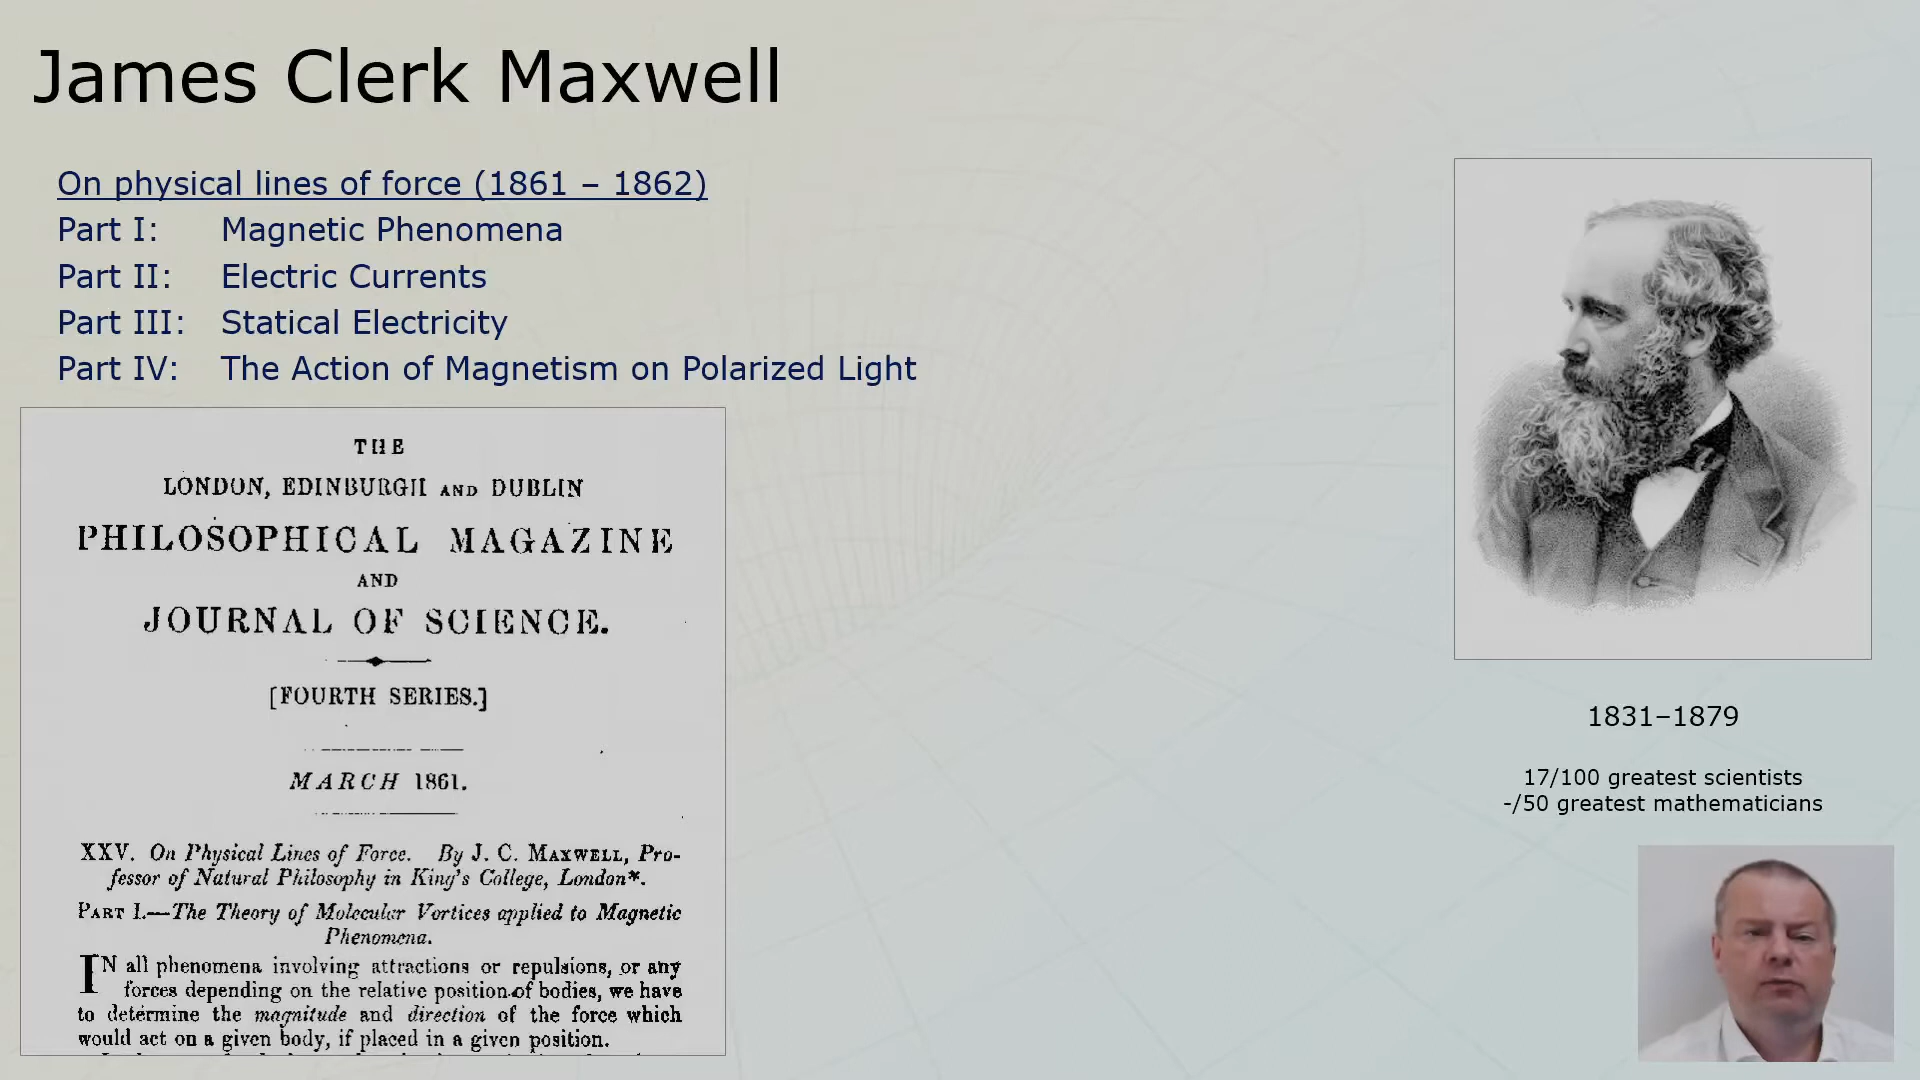 James Clerk Maxwell
On physical lines of force (1861 – 1862)
Part I: Magnetic Phenomena
Part II: Electric Currents
Part III: Statical Electricity
Part IV: The Action of Magnetism on Polarized Light
THE
LONDON, EDINBURGH AND DUBLIN
PHILOSOPHICAL MAGAZINE
AND
JOURNAL OF SCIENCE.
[FOURTH SERIES.]
MARCH 1861.
XXV. On Physical Lines of Force. By J. C. MAXWELL, Pro-
fessor of Natural Philosophy in King's College, London*.
PART I.—The Theory of Molecular Vortices applied to Magnetic
Phenomena.
IN all phenomena involving attractions or repulsions, or any
forces depending on the relative position of bodies, we have
to determine the magnitude and direction of the force which
would act on a given body, if placed in a given position.
1831–1879
17/100 greatest scientists
-/50 greatest mathematicians